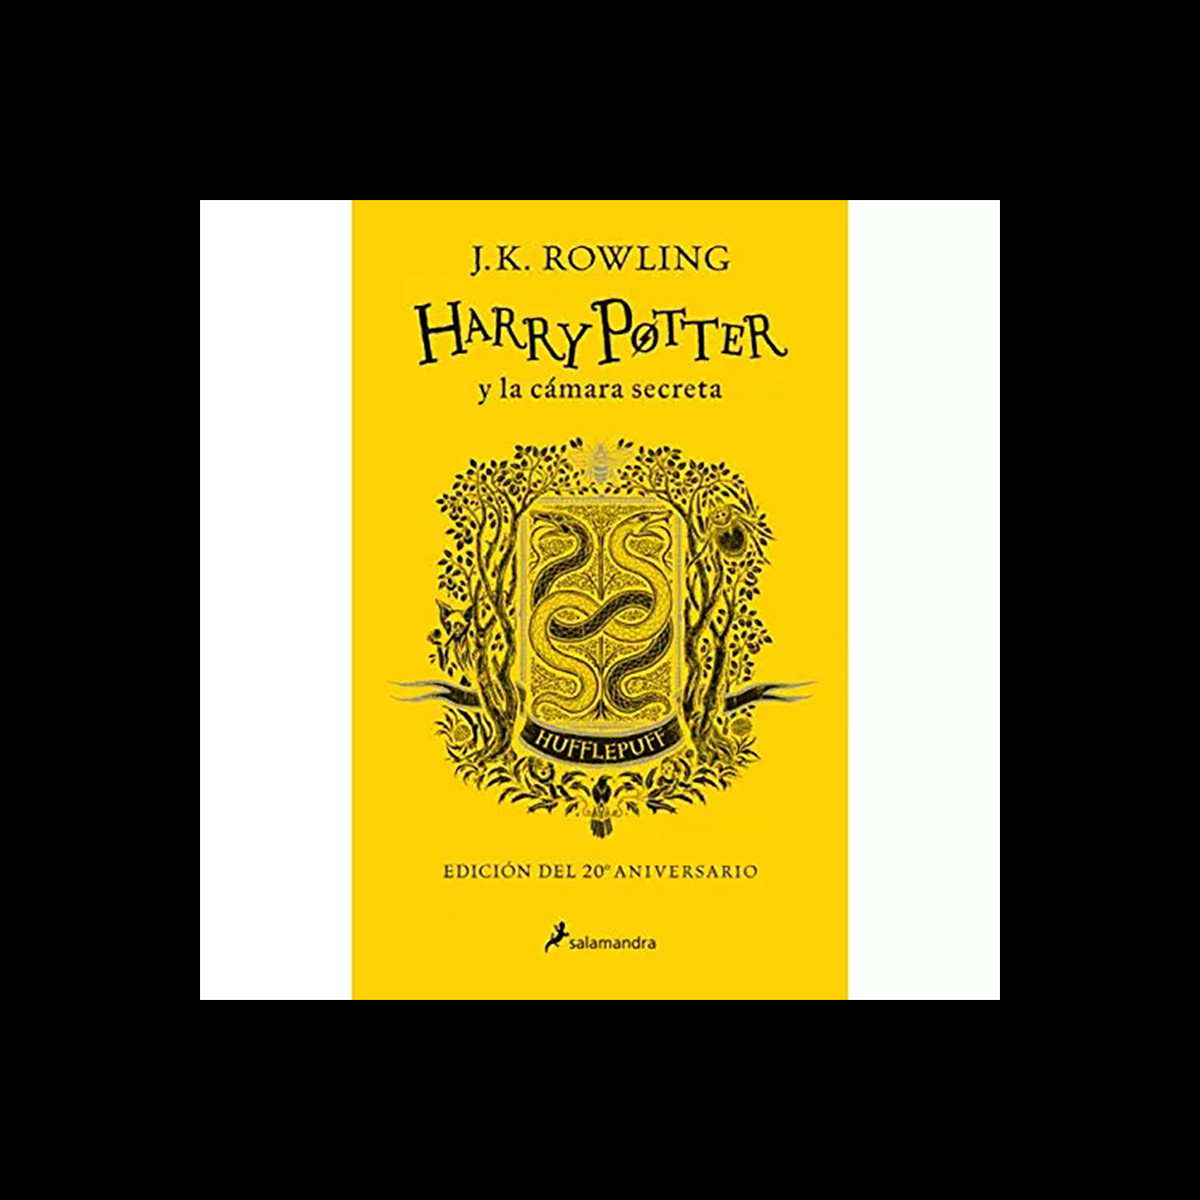 J.K. ROWLING
HARRY POTTER
y la cámara secreta
HUFFLEPUFF
EDICIÓN DEL 20º ANIVERSARIO
salamandra